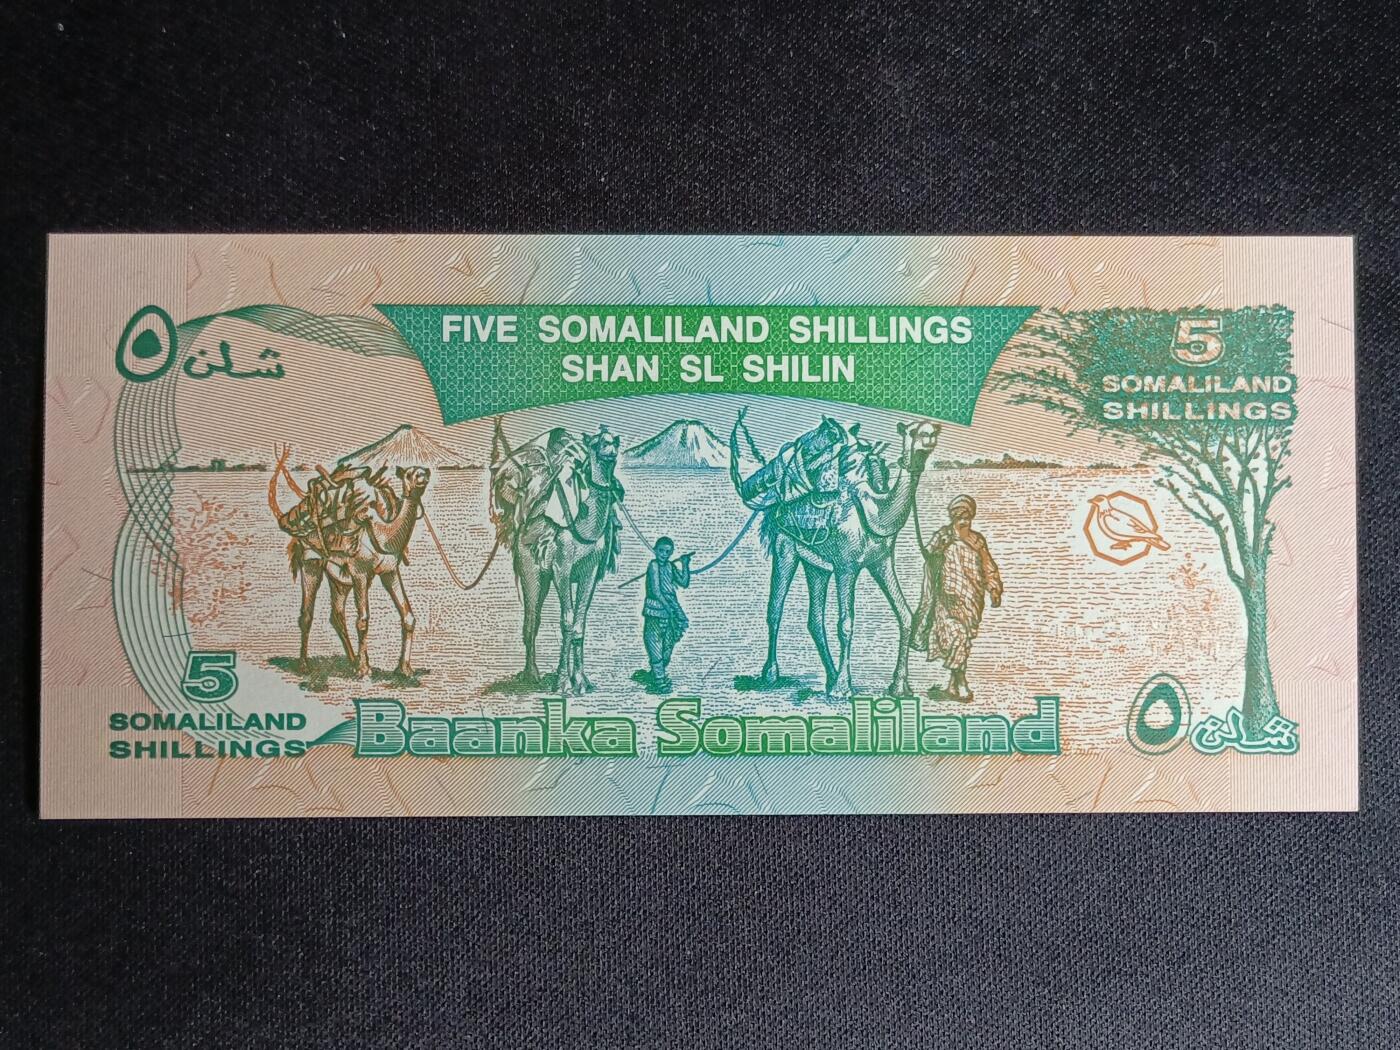 ٥ شلن
FIVE SOMALILAND SHILLINGS
SHAN SL SHILIN
5
SOMALILAND
SHILLINGS
5
SOMALILAND
SHILLINGS
Baanka Somaliland
٥ شلن